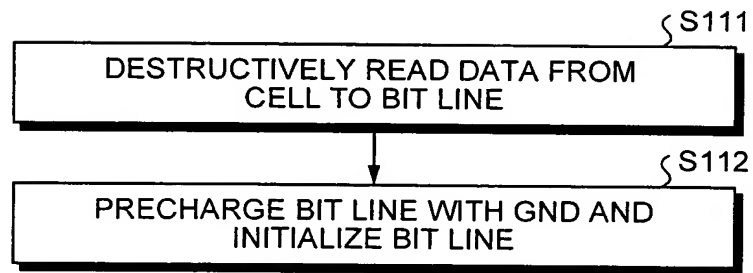 S111
DESTRUCTIVELY READ DATA FROM
CELL TO BIT LINE
S112
PRECHARGE BIT LINE WITH GND AND
INITIALIZE BIT LINE